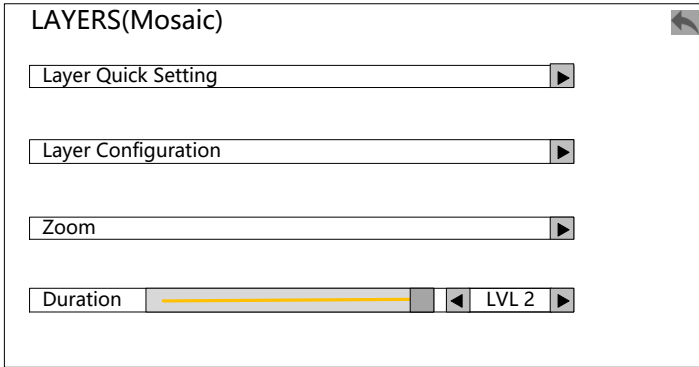 LAYERS(Mosaic)
Layer Quick Setting
Layer Configuration
Zoom
Duration LVL 2